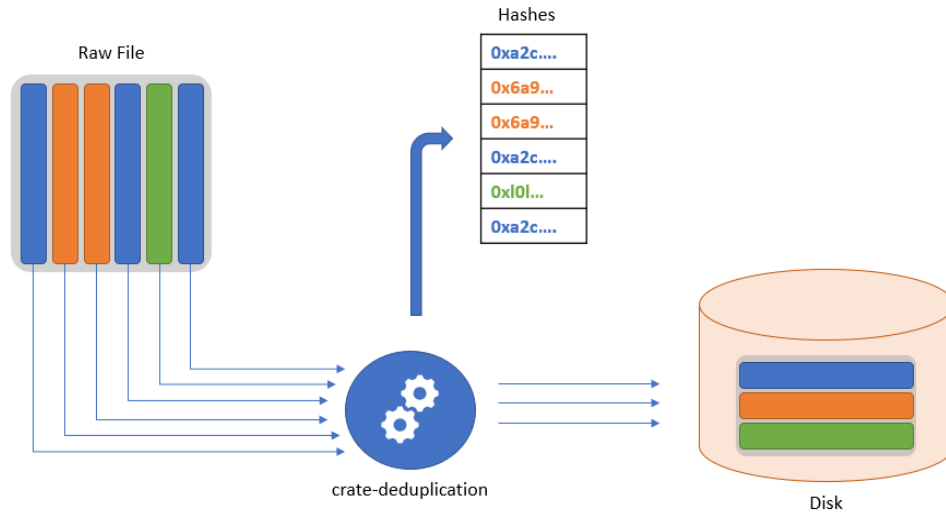 Hashes
Raw File
0xa2c....
0x6a9...
0x6a9...
0xa2c....
0xl0l...
0xa2c....
crate-deduplication
Disk